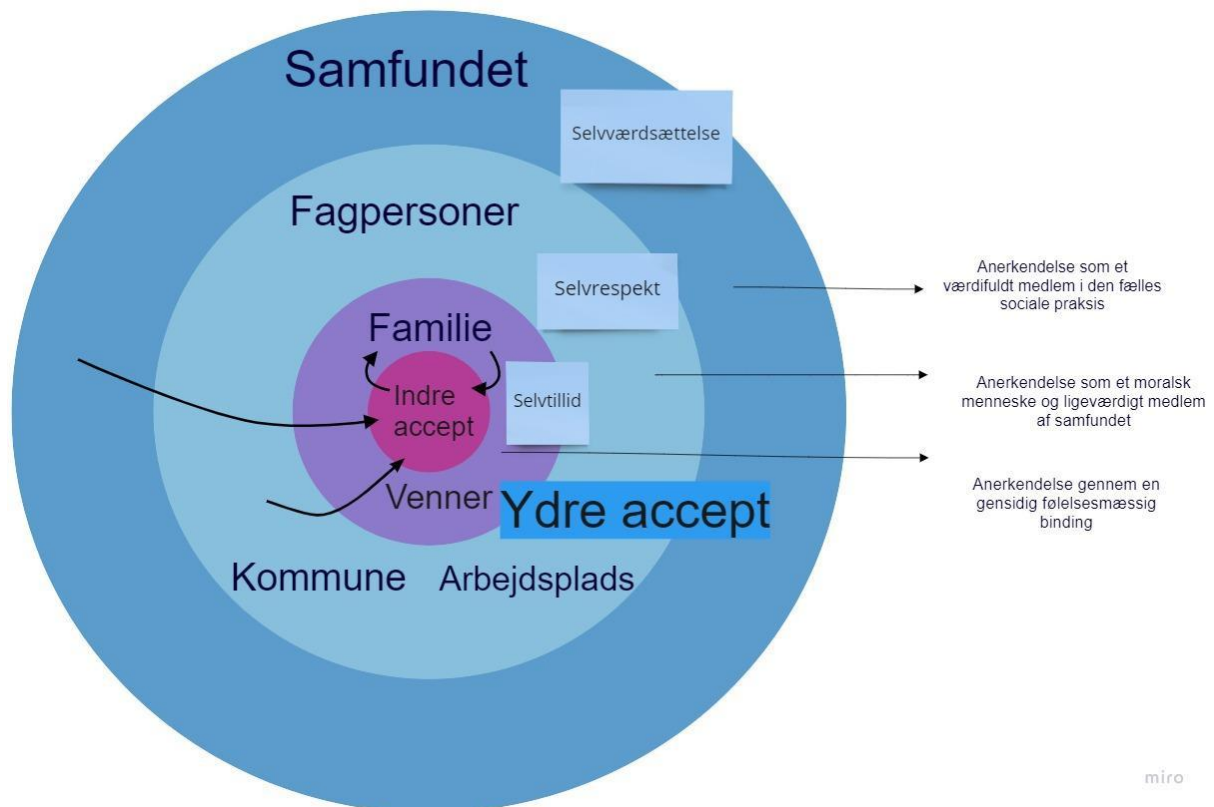 Samfundet
Selvværdsættelse
Fagpersoner
Selvrespekt
Familie
Indre
accept
Selvtillid
Venner
Ydre accept
Kommune
Arbejdsplads
Anerkendelse som et
værdifuldt medlem i den fælles
sociale praksis
Anerkendelse som et moralsk
menneske og ligeværdigt medlem
af samfundet
Anerkendelse gennem en
gensidig følelsesmæssig
binding
miro